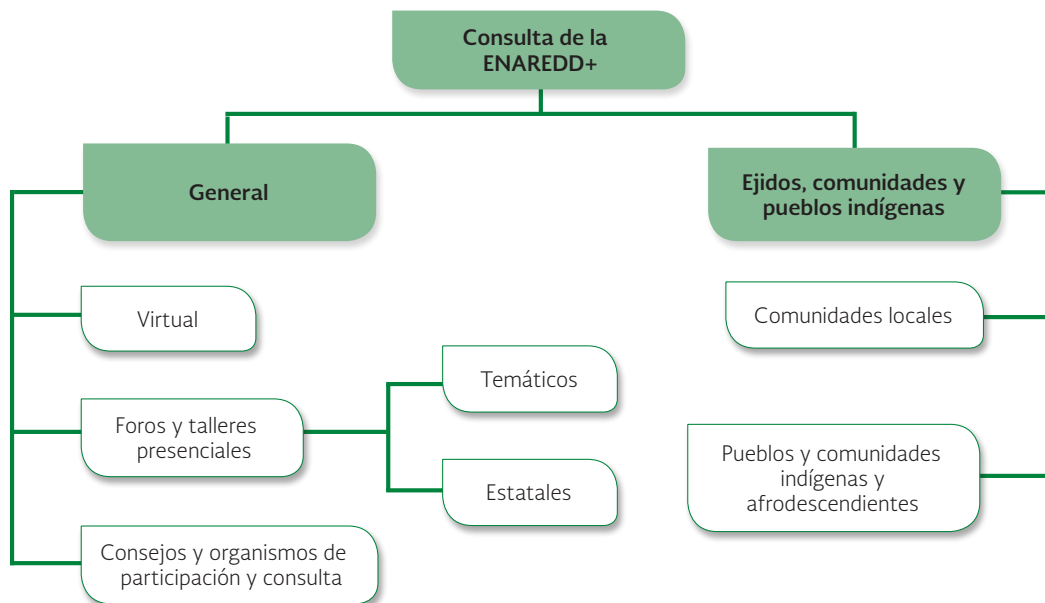 Consulta de la
ENAREDD+
General
Ejidos, comunidades y
pueblos indígenas
Virtual
Comunidades locales
Temáticos
Foros y talleres
presenciales
Estatales
Pueblos y comunidades
indígenas y
afrodescendientes
Consejos y organismos de
participación y consulta